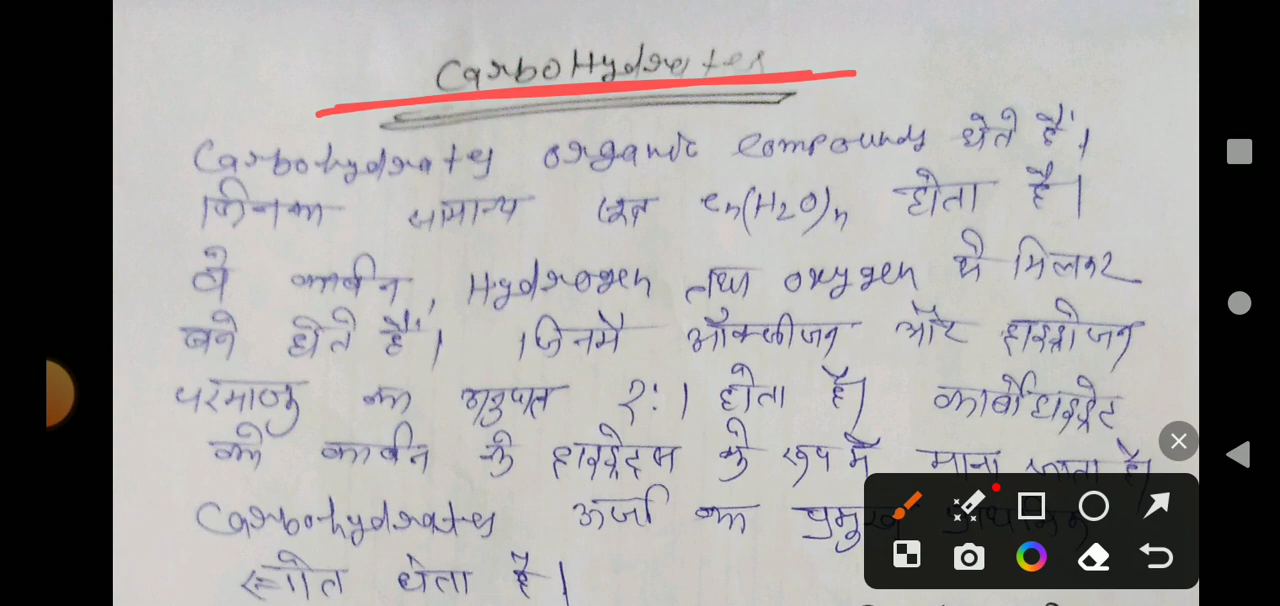 CarboHydrates
Carbohydrates organic compounds होते हैं।
जिनका सामान्य सूत्र Cn(H2O)n होता है।
ये कार्बन, Hydrogen तथा oxygen से मिलकर
बने होते हैं। जिनमें ऑक्सीजन और हाइड्रोजन
परमाणु का अनुपात 2:1 होता है। कार्बोहाइड्रेट
को कार्बन के हाइड्रेट्स के रूप में माना जाता है।
Carbohydrates ऊर्जा का प्रमुख
स्त्रोत होता है।